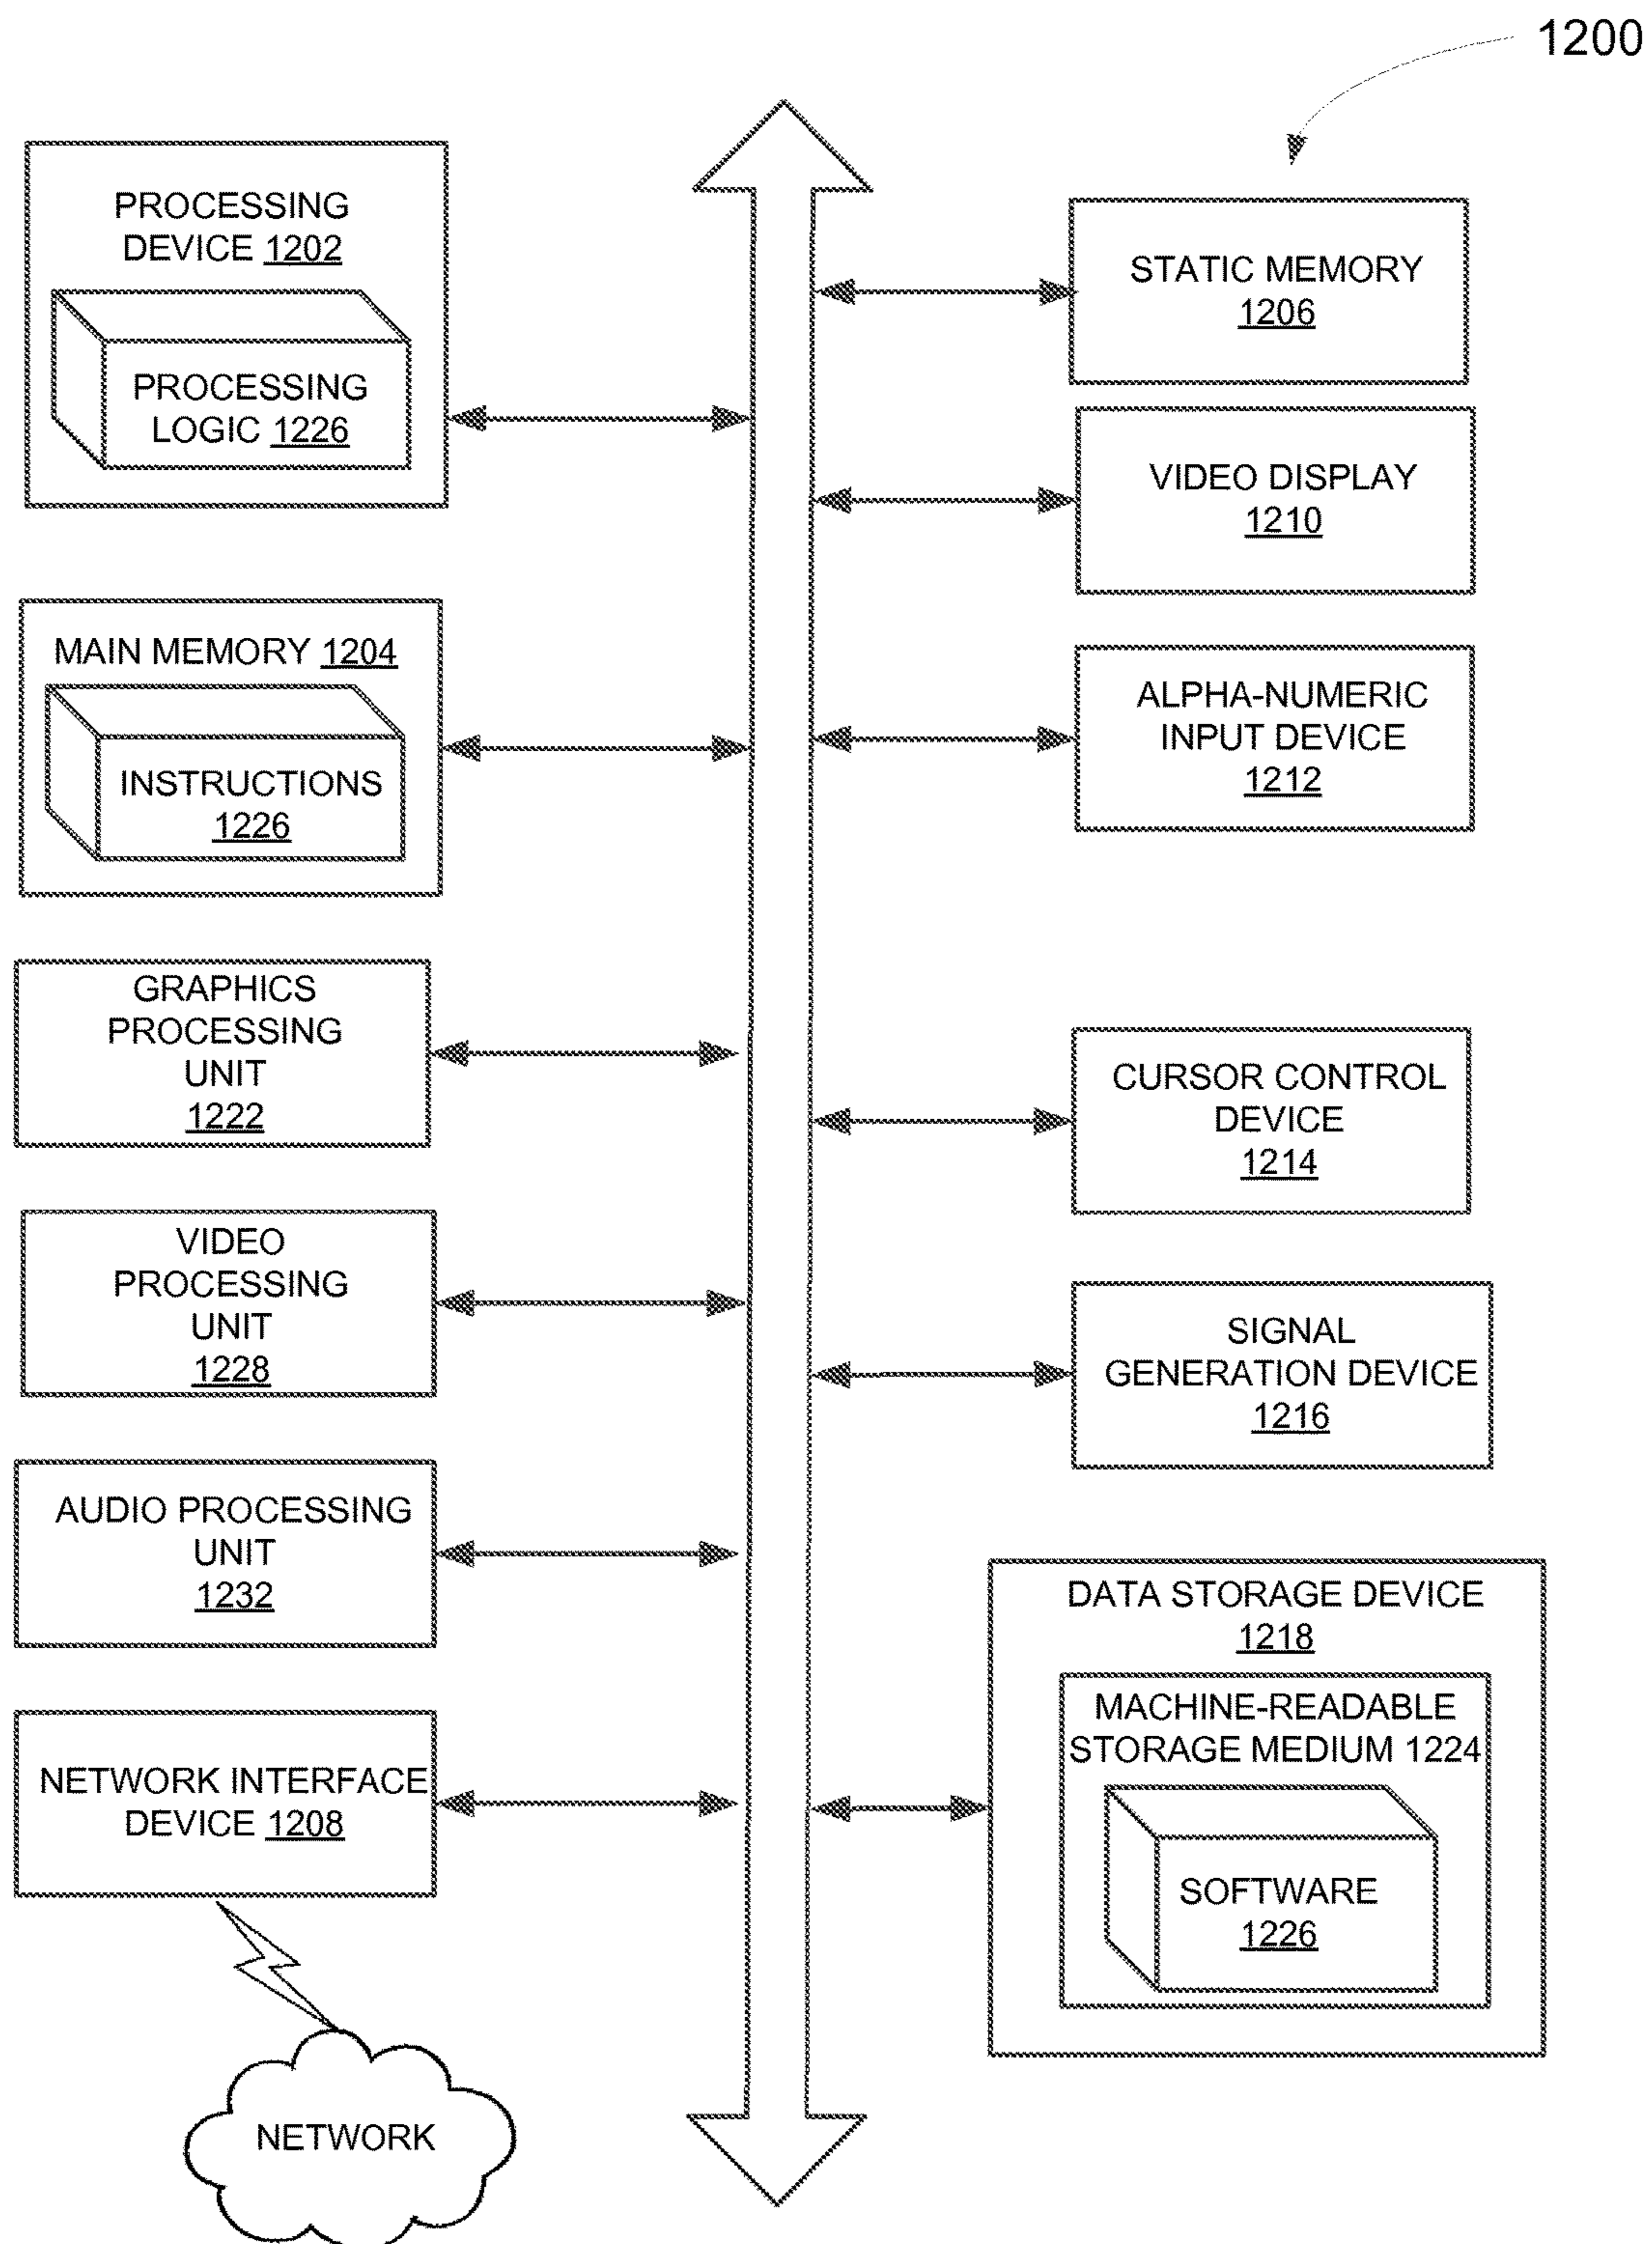 1200
PROCESSING
DEVICE 1202
PROCESSING
LOGIC 1226
MAIN MEMORY 1204
INSTRUCTIONS
1226
GRAPHICS
PROCESSING
UNIT
1222
VIDEO
PROCESSING
UNIT
1228
AUDIO PROCESSING
UNIT
1232
NETWORK INTERFACE
DEVICE 1208
NETWORK
STATIC MEMORY
1206
VIDEO DISPLAY
1210
ALPHA-NUMERIC
INPUT DEVICE
1212
CURSOR CONTROL
DEVICE
1214
SIGNAL
GENERATION DEVICE
1216
DATA STORAGE DEVICE
1218
MACHINE-READABLE
STORAGE MEDIUM 1224
SOFTWARE
1226